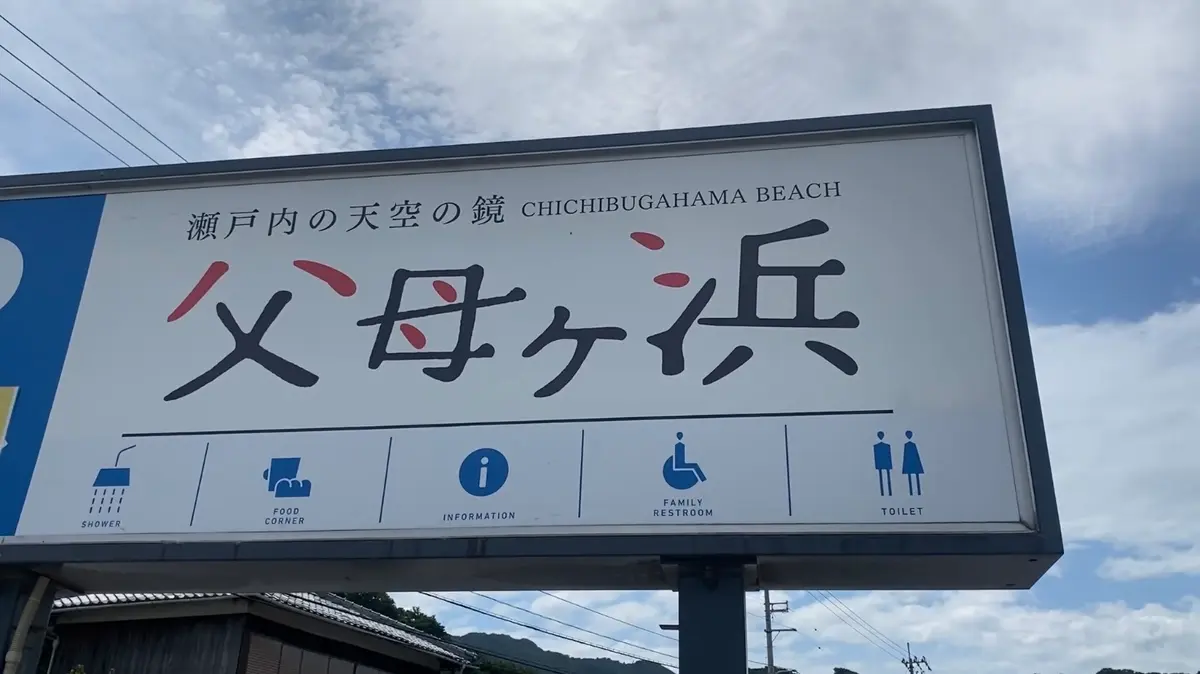 瀬戸内の天空の鏡 CHICHIBUGAHAMA BEACH
父母ヶ浜
SHOWER
FOOD
CORNER
INFORMATION
FAMILY
RESTROOM
TOILET